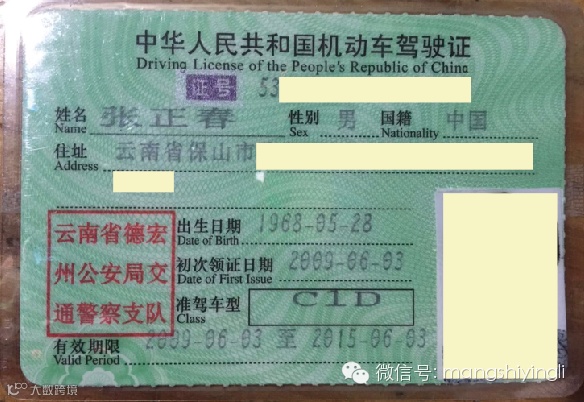 中华人民共和国机动车驾驶证
Driving License of the People's Republic of China
证号 53
姓名 张正春 性别 男 国籍 中国
Name Sex Nationality
住址 云南省保山市
Address
云南省德宏
州公安局交
通警察支队
出生日期 1968-05-28
Date of Birth
初次领证日期 2009-06-03
Date of First Issue
准驾车型 C1D
Class
有效期限 2009-06-03 至 2015-06-03
Valid Period
微信号: mangshiyindi
大数跨境